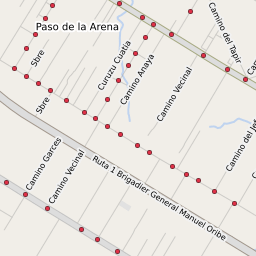 Paso de la Arena
Camino del Tapir
Sbre
Curuzu Cuatia
Camino Anaya
Camino Vecinal
Sbre
Camino Garces
Camino Vecinal
Ruta 1 Brigadier General Manuel Oribe
Camino del